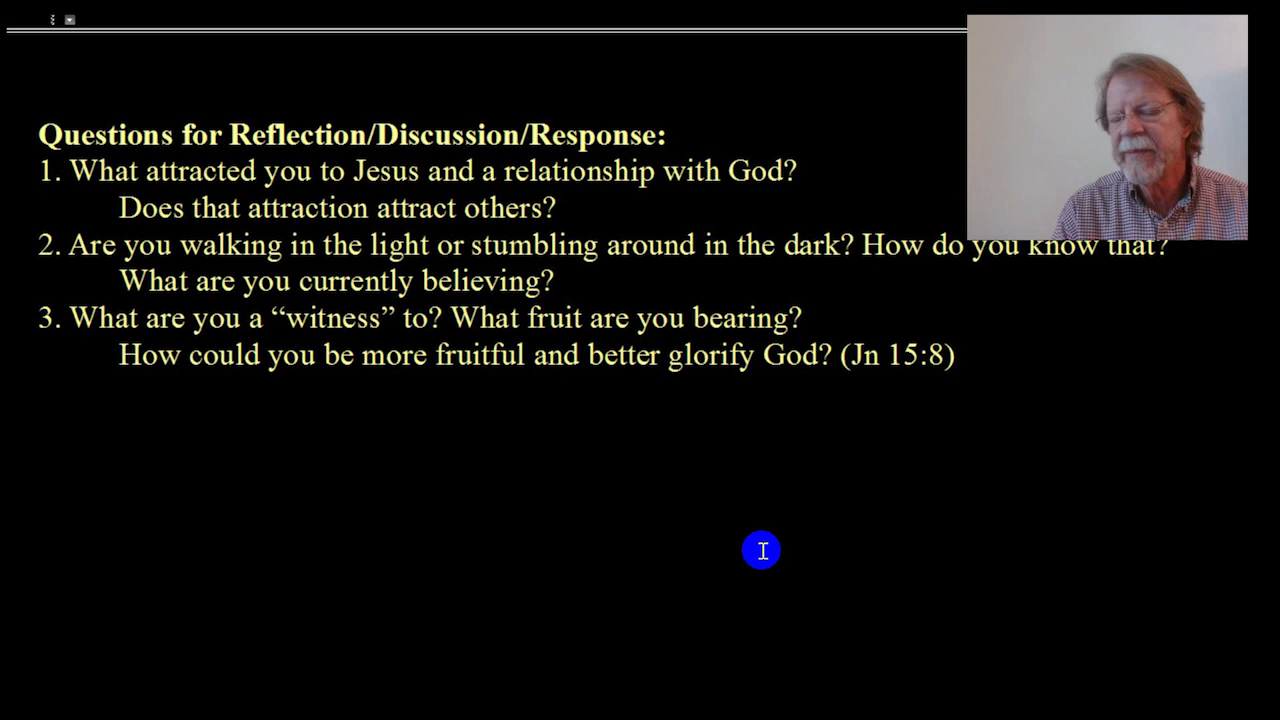 Questions for Reflection/Discussion/Response:
1. What attracted you to Jesus and a relationship with God?
Does that attraction attract others?
2. Are you walking in the light or stumbling around in the dark? How do you know that?
What are you currently believing?
3. What are you a “witness” to? What fruit are you bearing?
How could you be more fruitful and better glorify God? (Jn 15:8)